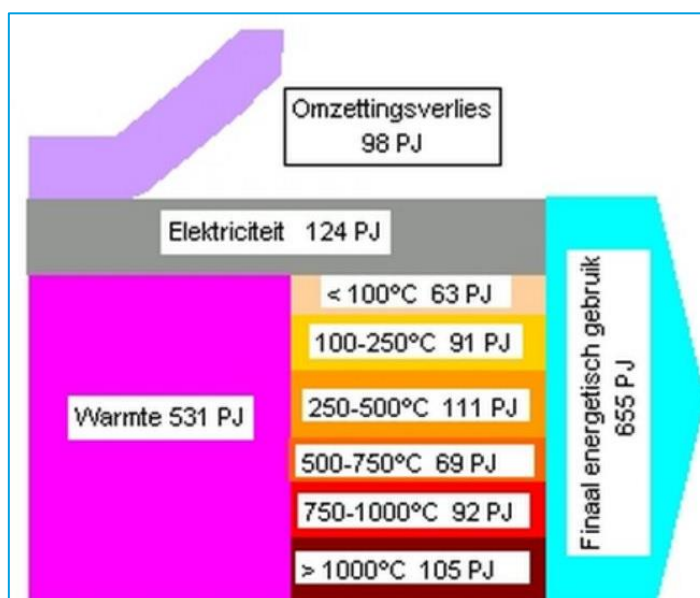 Omzettingsverlies
98 PJ
Elektriciteit 124 PJ
< 100°C 63 PJ
100-250°C 91 PJ
250-500°C 111 PJ
Warmte 531 PJ
500-750°C 69 PJ
750-1000°C 92 PJ
> 1000°C 105 PJ
Finaal energetisch gebruik
655 PJ